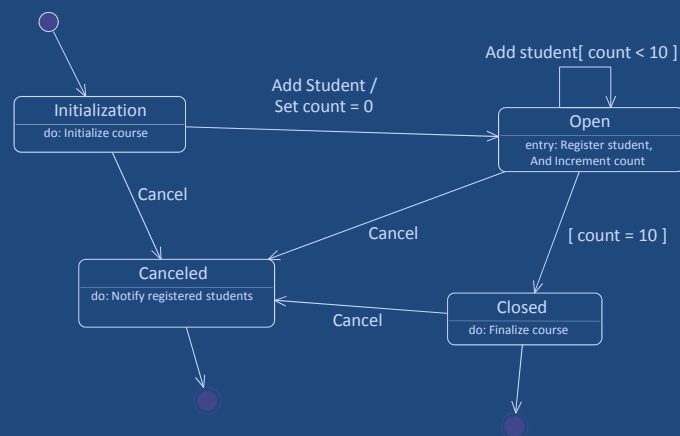 Add student[ count < 10 ]
Add Student /
Set count = 0
Initialization
do: Initialize course
Open
entry: Register student,
And Increment count
Cancel
Cancel
[ count = 10 ]
Canceled
do: Notify registered students
Closed
do: Finalize course
Cancel